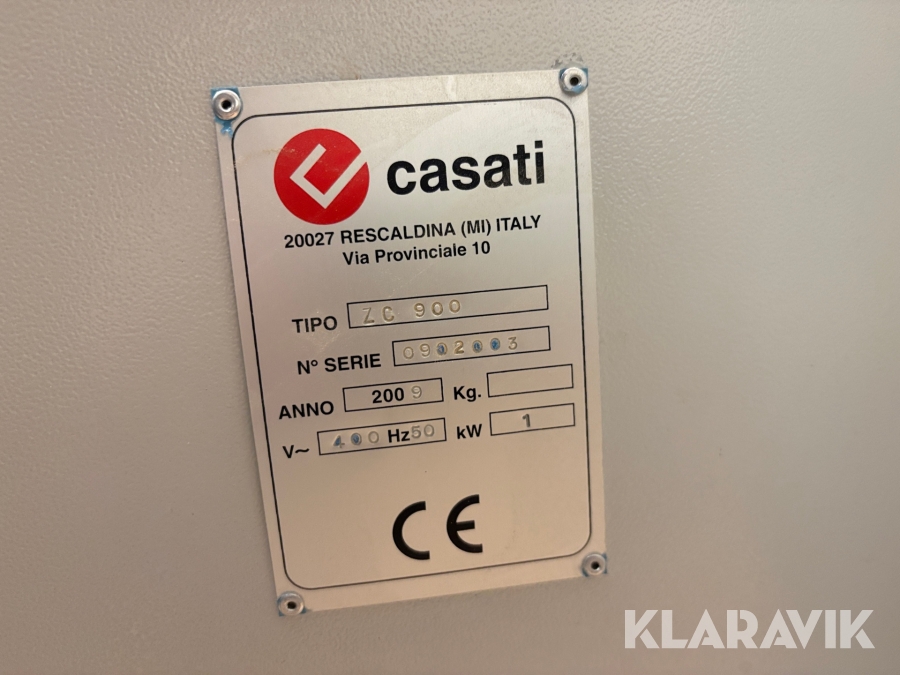 casati
20027 RESCALDINA (MI) ITALY
Via Provinciale 10
TIPO ZC 900
N° SERIE 0902003
ANNO 2009 Kg.
V~ 400 Hz50 kW 1
CE
KLARAVIK